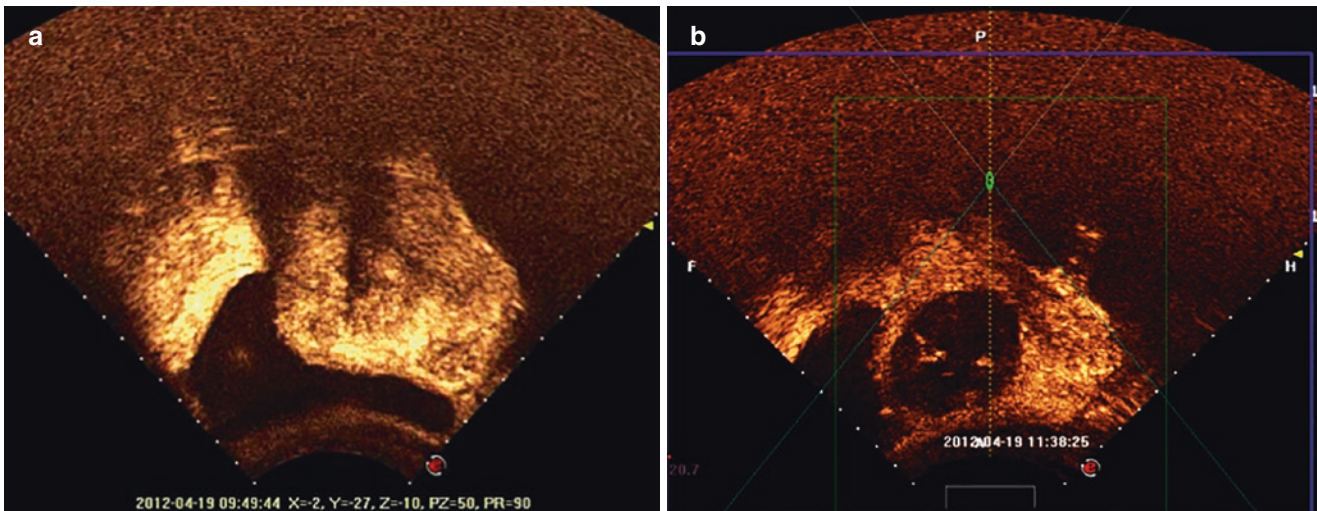 a
2012-04-19 09:49:44 X=-2, Y=-27, Z=-10, PZ=50, PR=90
b
P
F
H
2012-04-19 11:38:25
20.7